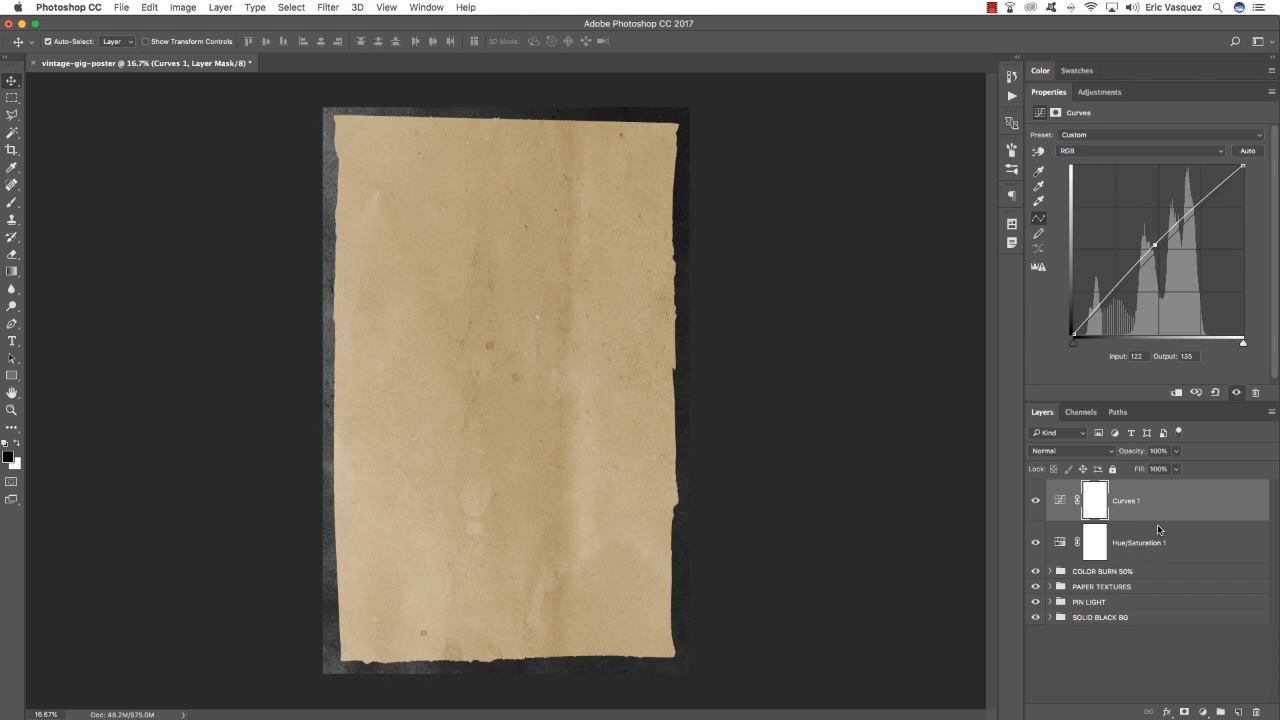 Photoshop CC File Edit Image Layer Type Select Filter 3D View Window Help Eric Vasquez
Adobe Photoshop CC 2017
Auto-Select: Layer Show Transform Controls 3D Mode:
vintage-gig-poster @ 16.7% (Curves 1, Layer Mask/8) *
Color Swatches
Properties Adjustments
Curves
Preset: Custom
RGB Auto
Input: 122 Output: 135
Layers Channels Paths
Kind
Normal Opacity: 100%
Lock: Fill: 100%
Curves 1
Hue/Saturation 1
COLOR BURN 50%
PAPER TEXTURES
PIN LIGHT
SOLID BLACK BG
16.67% Doc: 48.2M/575.0M